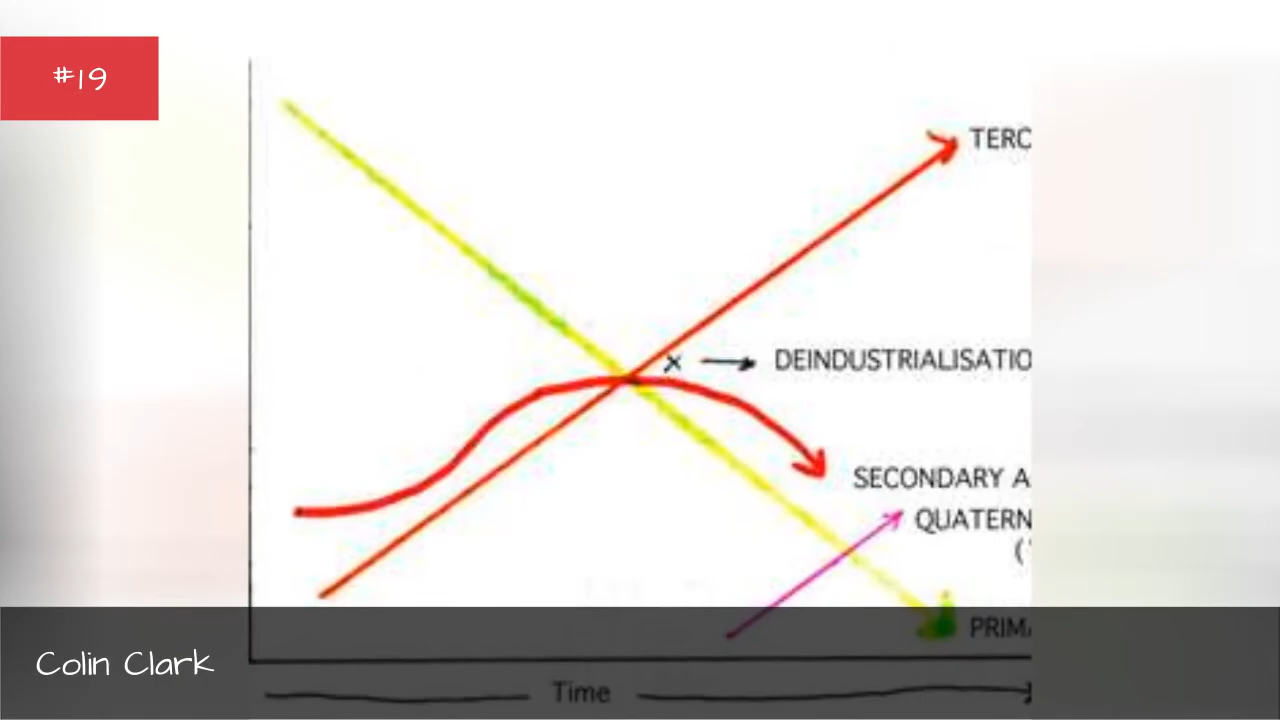 #19
TERC
× → DEINDUSTRIALISATIO
SECONDARY A
QUATERN
(
PRIM
Colin Clark
Time